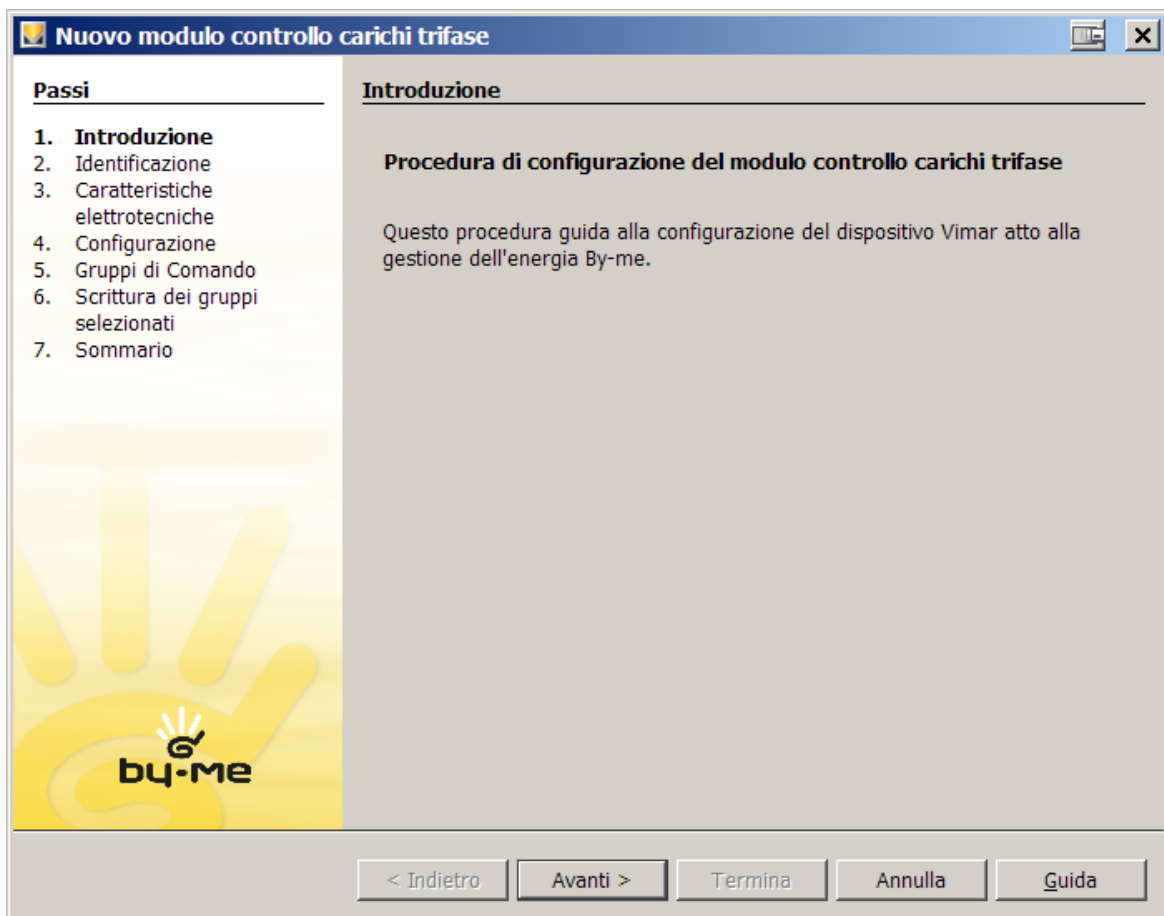 Nuovo modulo controllo carichi trifase
Passi
1. Introduzione
2. Identificazione
3. Caratteristiche
elettrotecniche
4. Configurazione
5. Gruppi di Comando
6. Scrittura dei gruppi
selezionati
7. Sommario
by-me
Introduzione
Procedura di configurazione del modulo controllo carichi trifase
Questo procedura guida alla configurazione del dispositivo Vimar atto alla
gestione dell'energia By-me.
< Indietro
Avanti >
Termina
Annulla
Guida